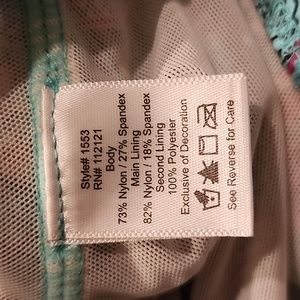 Style# 1553
RN# 112121
Body
73% Nylon / 27% Spandex
Main Lining
82% Nylon / 18% Spandex
Second Lining
100% Polyester
Exclusive of Decoration
See Reverse for Care